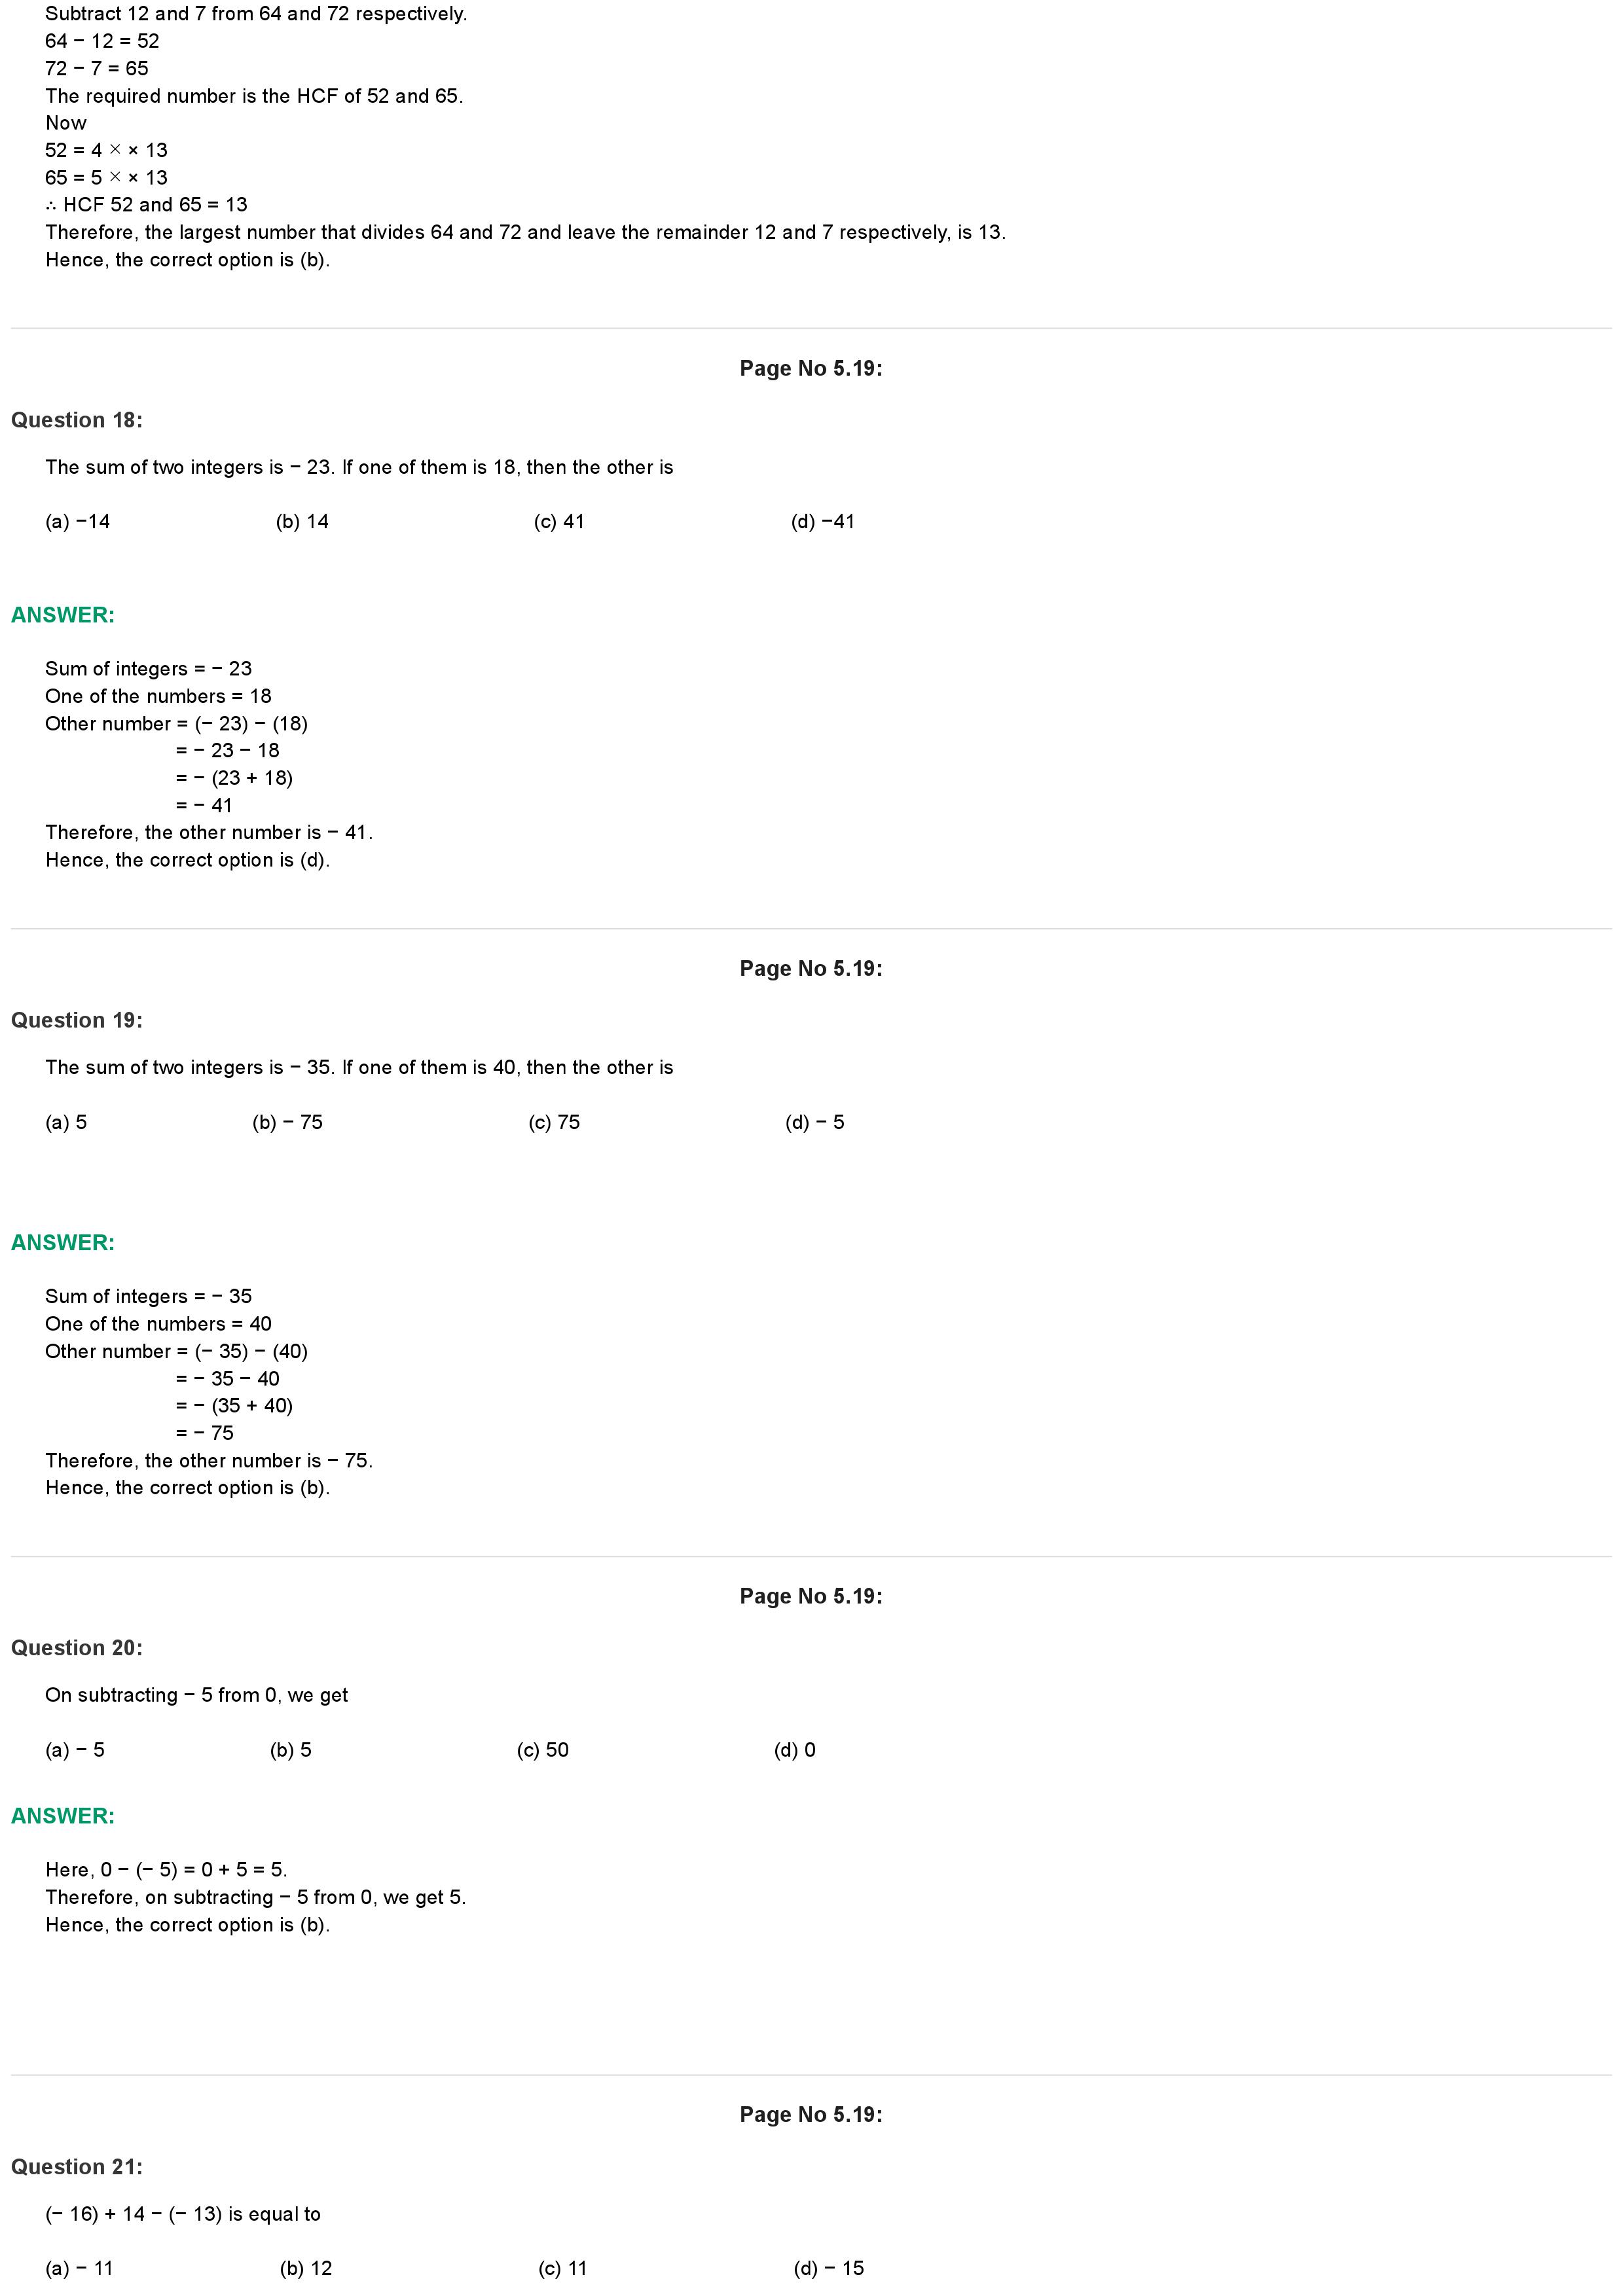 Subtract 12 and 7 from 64 and 72 respectively.
64 − 12 = 52
72 − 7 = 65
The required number is the HCF of 52 and 65.
Now
52 = 4 × × 13
65 = 5 × × 13
∴ HCF 52 and 65 = 13
Therefore, the largest number that divides 64 and 72 and leave the remainder 12 and 7 respectively, is 13.
Hence, the correct option is (b).
Page No 5.19:
Question 18:
The sum of two integers is − 23. If one of them is 18, then the other is
(a) −14 (b) 14 (c) 41 (d) −41
ANSWER:
Sum of integers = − 23
One of the numbers = 18
Other number = (− 23) − (18)
= − 23 − 18
= − (23 + 18)
= − 41
Therefore, the other number is − 41.
Hence, the correct option is (d).
Page No 5.19:
Question 19:
The sum of two integers is − 35. If one of them is 40, then the other is
(a) 5 (b) − 75 (c) 75 (d) − 5
ANSWER:
Sum of integers = − 35
One of the numbers = 40
Other number = (− 35) − (40)
= − 35 − 40
= − (35 + 40)
= − 75
Therefore, the other number is − 75.
Hence, the correct option is (b).
Page No 5.19:
Question 20:
On subtracting − 5 from 0, we get
(a) − 5 (b) 5 (c) 50 (d) 0
ANSWER:
Here, 0 − (− 5) = 0 + 5 = 5.
Therefore, on subtracting − 5 from 0, we get 5.
Hence, the correct option is (b).
Page No 5.19:
Question 21:
(− 16) + 14 − (− 13) is equal to
(a) − 11 (b) 12 (c) 11 (d) − 15